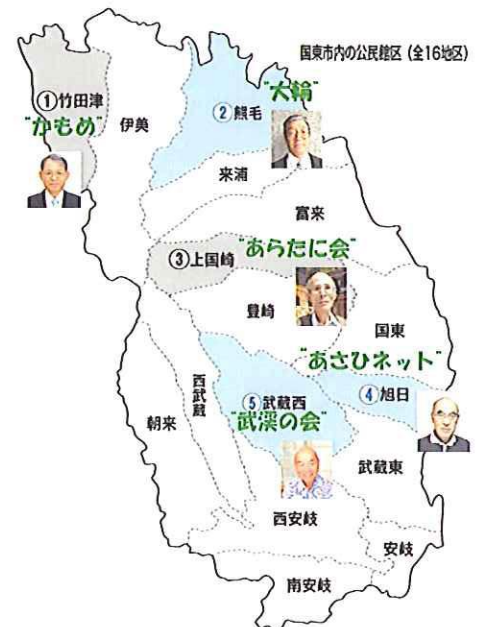 国東市内の公民館区（全16地区）
①竹田津
"かもめ"
伊美
②熊毛
"大輪"
来浦
富来
③上国崎
"あらたに会"
豊崎
国東
"あさひネット"
④旭日
西武蔵
⑤武蔵西
"武溪の会"
朝来
武蔵東
西安岐
安岐
南安岐